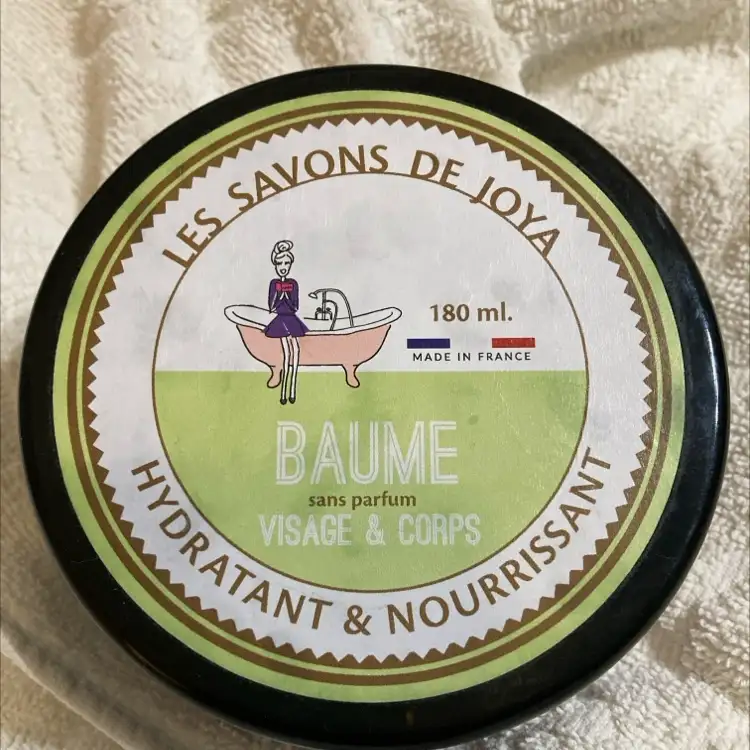 LES SAVONS DE JOYA
180 ml.
MADE IN FRANCE
BAUME
sans parfum
VISAGE & CORPS
HYDRATANT & NOURRISSANT